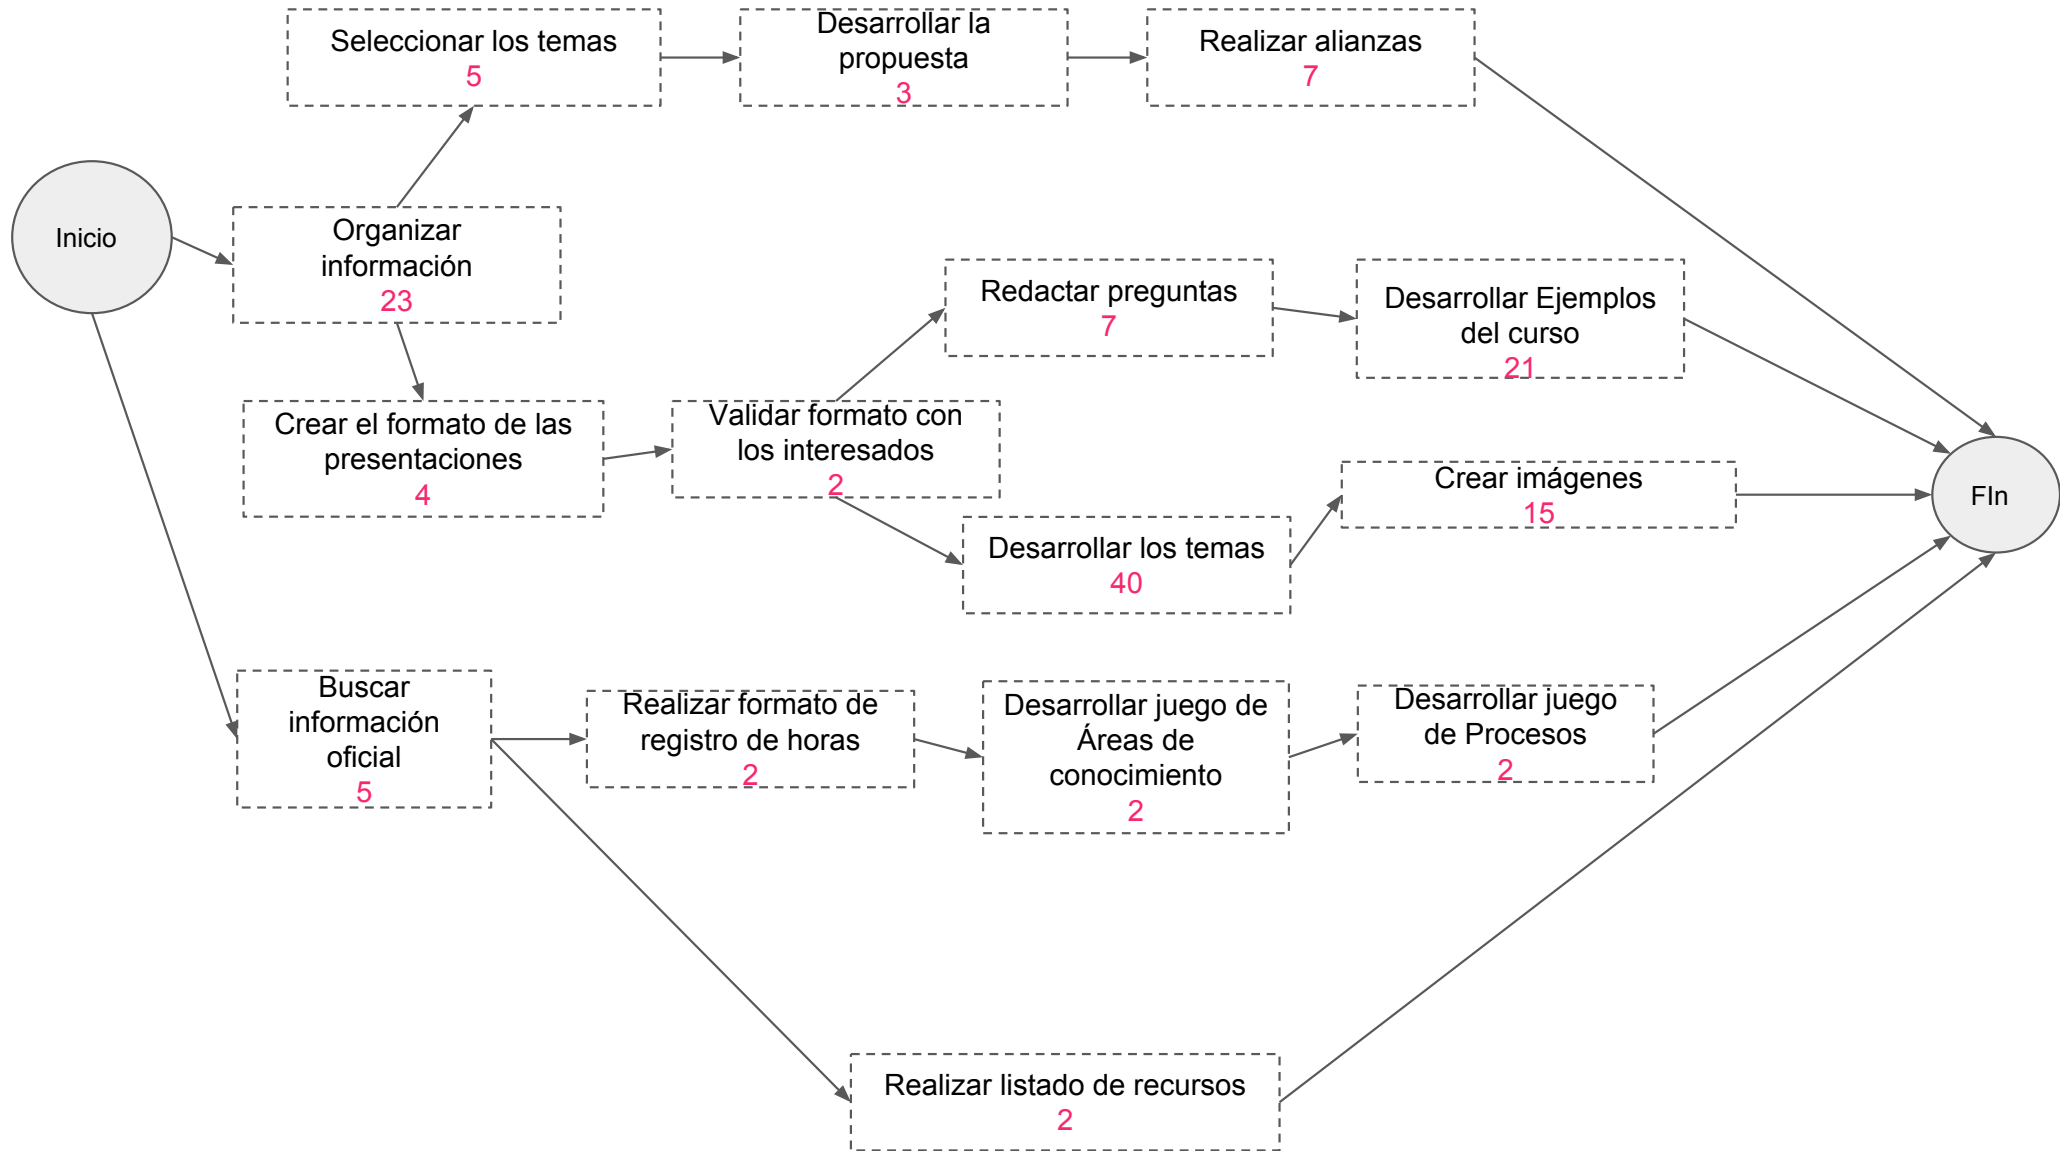 Seleccionar los temas
5
Desarrollar la
propuesta
3
Realizar alianzas
7
Inicio
Organizar
información
23
Redactar preguntas
7
Desarrollar Ejemplos
del curso
21
Crear el formato de las
presentaciones
4
Validar formato con
los interesados
2
Crear imágenes
15
FIn
Desarrollar los temas
40
Buscar
información
oficial
5
Realizar formato de
registro de horas
2
Desarrollar juego de
Áreas de
conocimiento
2
Desarrollar juego
de Procesos
2
Realizar listado de recursos
2